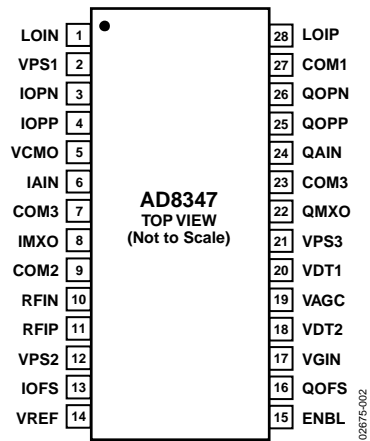 LOIN 1 28 LOIP
VPS1 2 27 COM1
IOPN 3 26 QOPN
IOPP 4 25 QOPP
VCMO 5 24 QAIN
IAIN 6 23 COM3
COM3 7 22 QMXO
IMXO 8 21 VPS3
COM2 9 20 VDT1
RFIN 10 19 VAGC
RFIP 11 18 VDT2
VPS2 12 17 VGIN
IOFS 13 16 QOFS
VREF 14 15 ENBL
AD8347
TOP VIEW
(Not to Scale)
02675-002